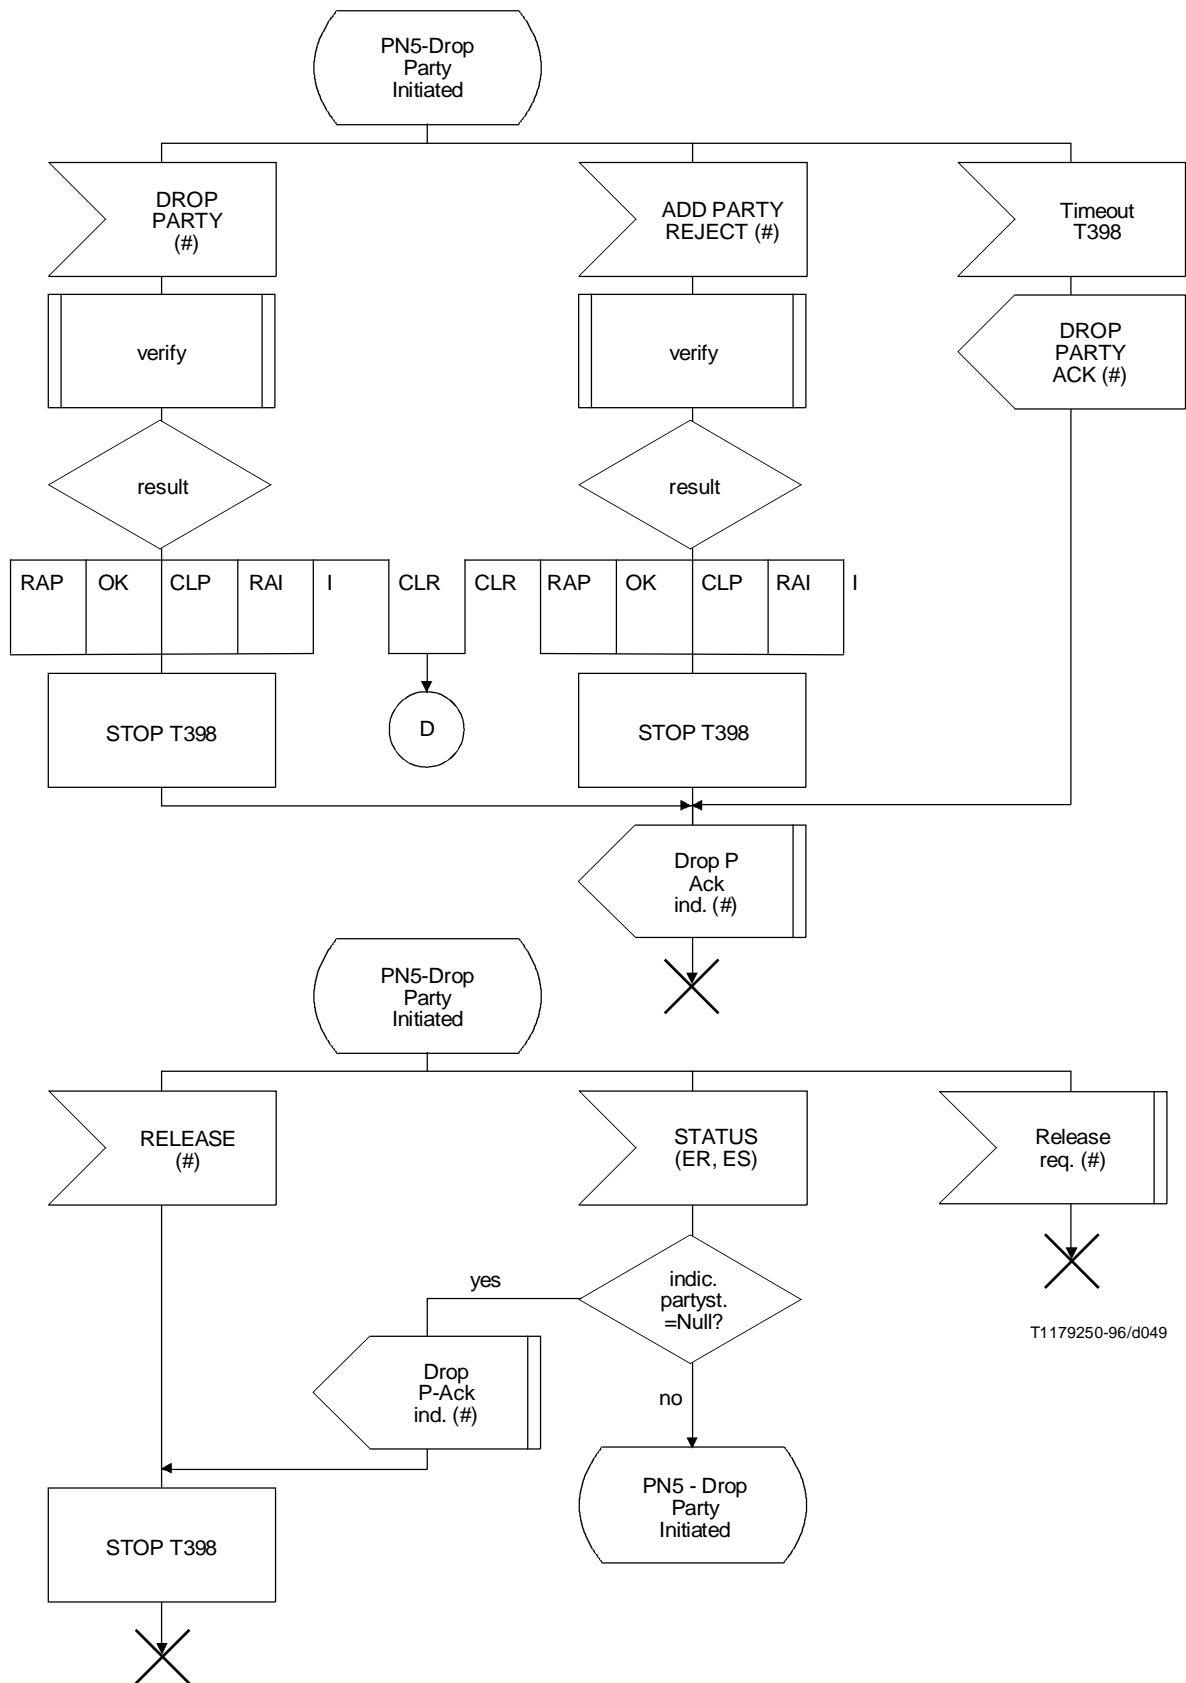 PN5-Drop
Party
Initiated
DROP
PARTY
(#)
ADD PARTY
REJECT (#)
Timeout
T398
verify
verify
DROP
PARTY
ACK (#)
result
result
RAP OK CLP RAI I CLR CLR RAP OK CLP RAI I
STOP T398
D
STOP T398
Drop P
Ack
ind. (#)
PN5-Drop
Party
Initiated
RELEASE
(#)
STATUS
(ER, ES)
Release
req. (#)
yes
indic.
partyst.
=Null?
T1179250-96/d049
Drop
P-Ack
ind. (#)
no
PN5 - Drop
Party
Initiated
STOP T398